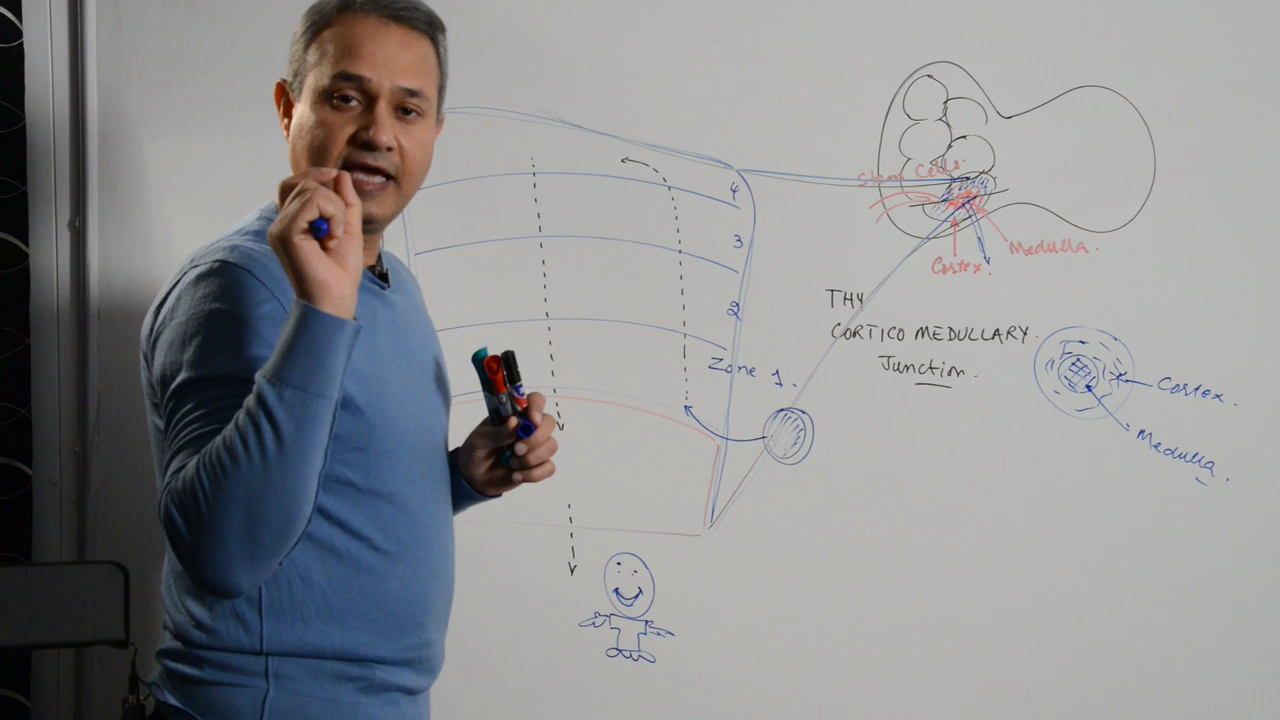 Stem Cells
Medulla.
Cortex.
THY
CORTICO MEDULLARY.
Junction.
4
3
2
Zone 1.
Cortex.
Medulla.